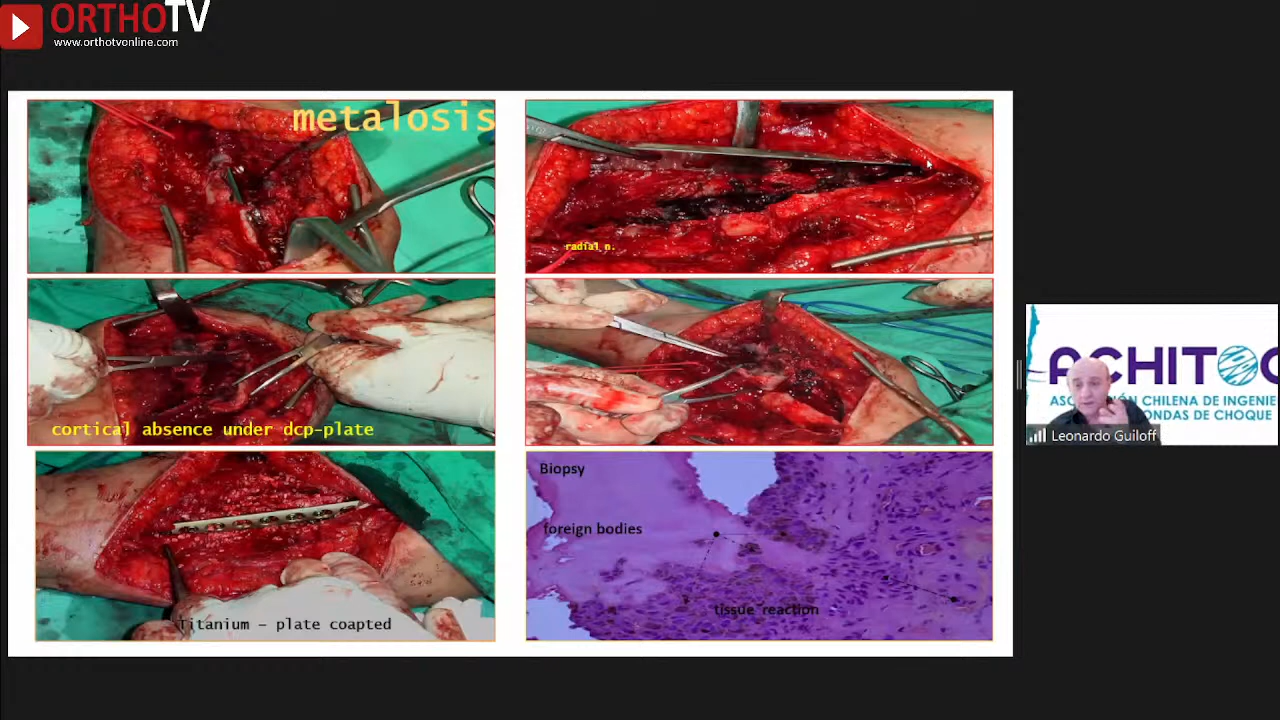 ORTHOTV
www.orthotvonline.com
metalosis
radial n.
cortical absence under dcp-plate
Titanium – plate coapted
Biopsy
foreign bodies
tissue reaction
ACHITOC
ASOCIACIÓN CHILENA DE INGENIE
ONDAS DE CHOQUE
Leonardo Guiloff